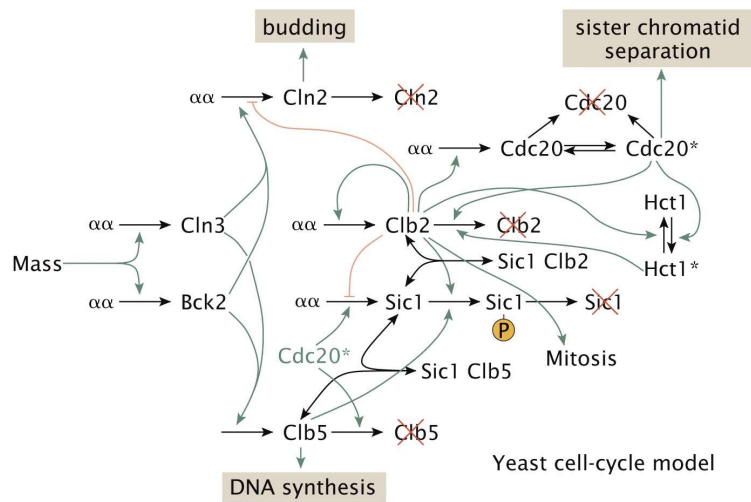 budding
sister chromatid
separation
αα Cln2 Cln2
Cdc20
αα Cdc20 Cdc20*
Hct1
αα Cln3
αα Clb2 Clb2
Mass
Sic1 Clb2
Hct1*
αα Bck2
αα Sic1 Sic1 Sic1
P
Cdc20*
Mitosis
Sic1 Clb5
Clb5 Clb5
Yeast cell-cycle model
DNA synthesis